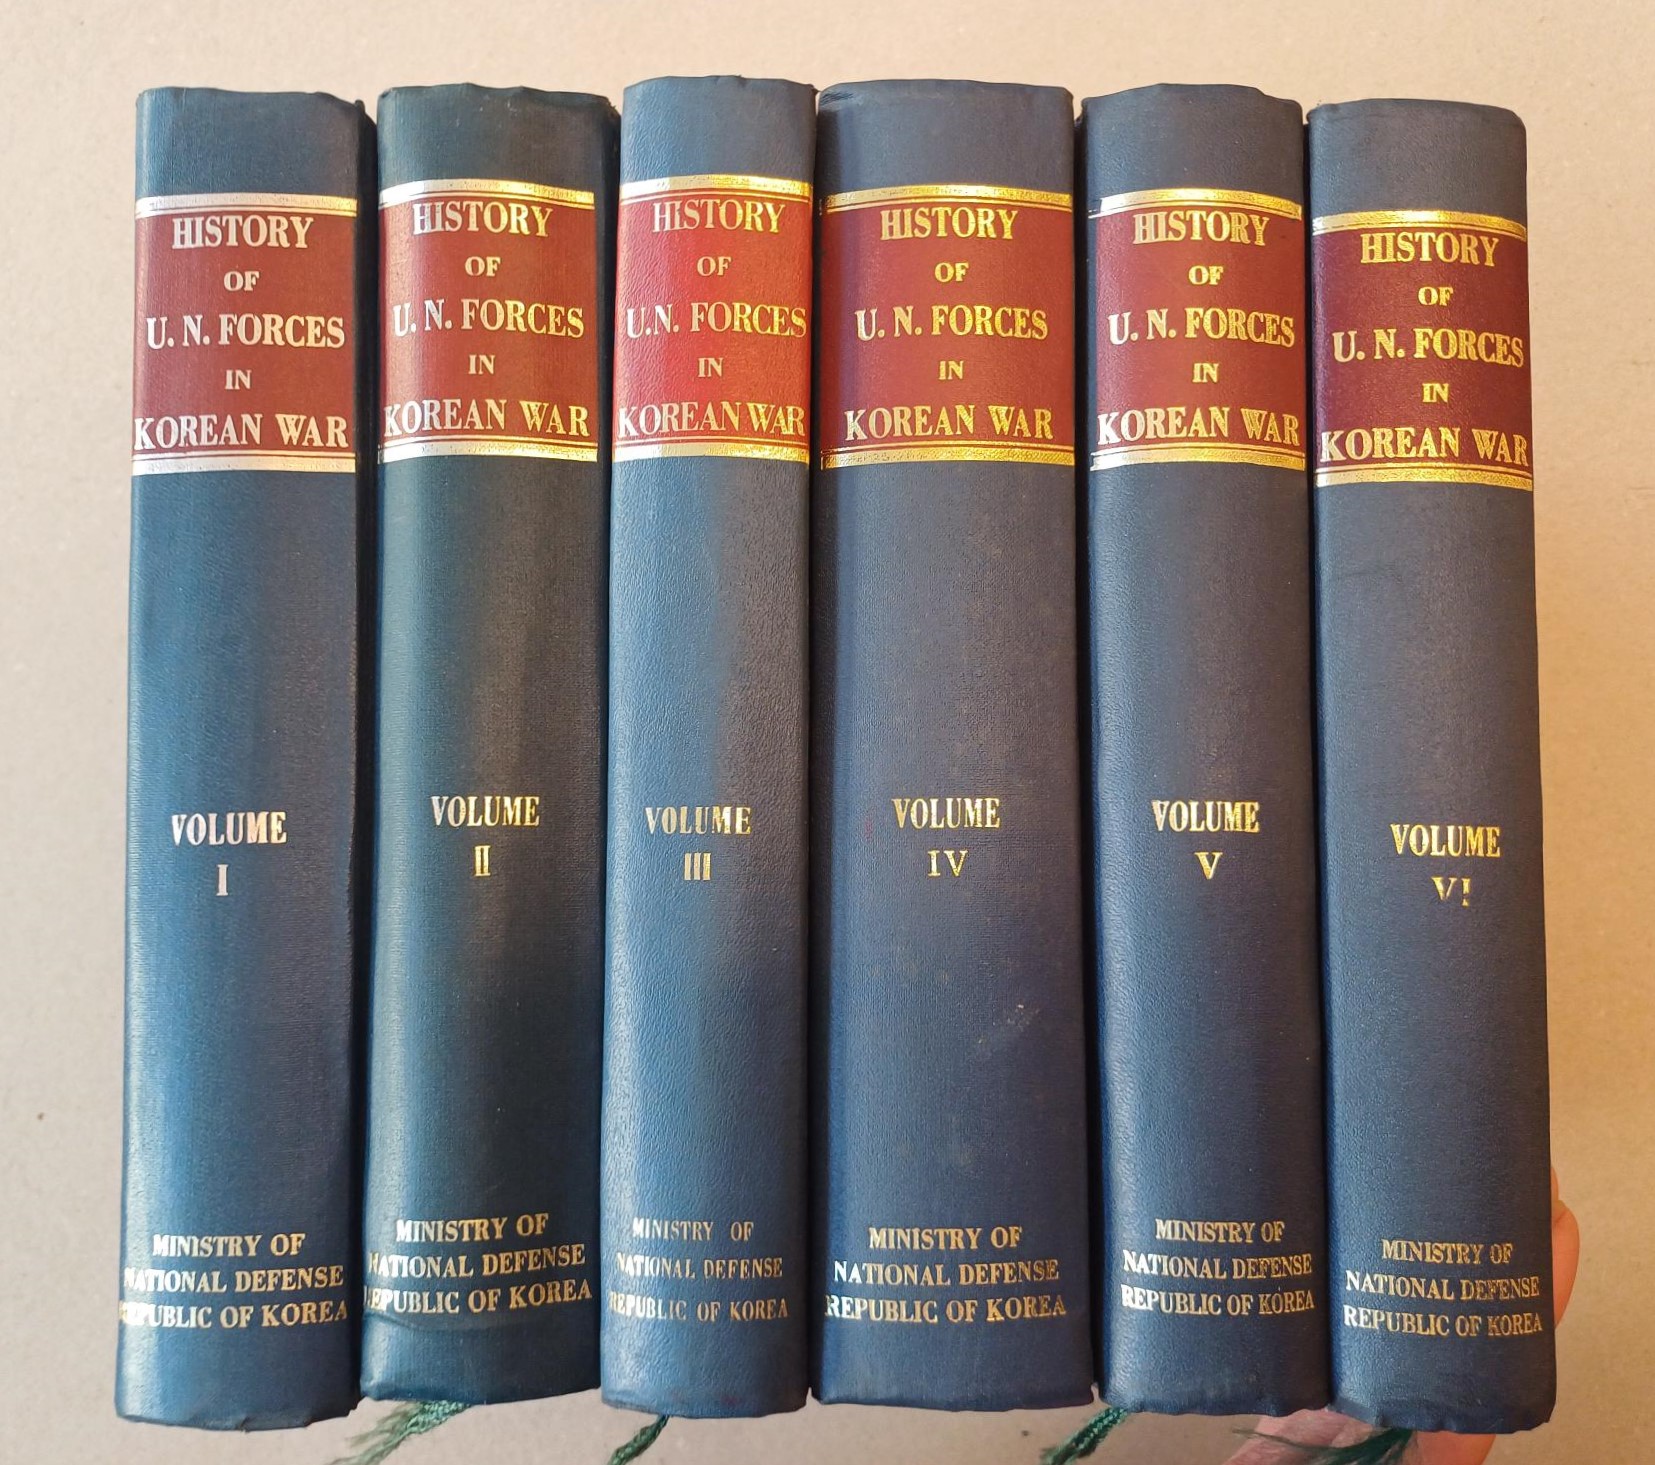 HISTORY
OF
U. N. FORCES
IN
KOREAN WAR
VOLUME
I
MINISTRY OF
NATIONAL DEFENSE
REPUBLIC OF KOREA
HISTORY
OF
U. N. FORCES
IN
KOREAN WAR
VOLUME
II
MINISTRY OF
NATIONAL DEFENSE
REPUBLIC OF KOREA
HISTORY
OF
U.N. FORCES
IN
KOREAN WAR
VOLUME
III
MINISTRY OF
NATIONAL DEFENSE
REPUBLIC OF KOREA
HISTORY
OF
U. N. FORCES
IN
KOREAN WAR
VOLUME
IV
MINISTRY OF
NATIONAL DEFENSE
REPUBLIC OF KOREA
HISTORY
OF
U. N. FORCES
IN
KOREAN WAR
VOLUME
V
MINISTRY OF
NATIONAL DEFENSE
REPUBLIC OF KOREA
HISTORY
OF
U. N. FORCES
IN
KOREAN WAR
VOLUME
VI
MINISTRY OF
NATIONAL DEFENSE
REPUBLIC OF KOREA